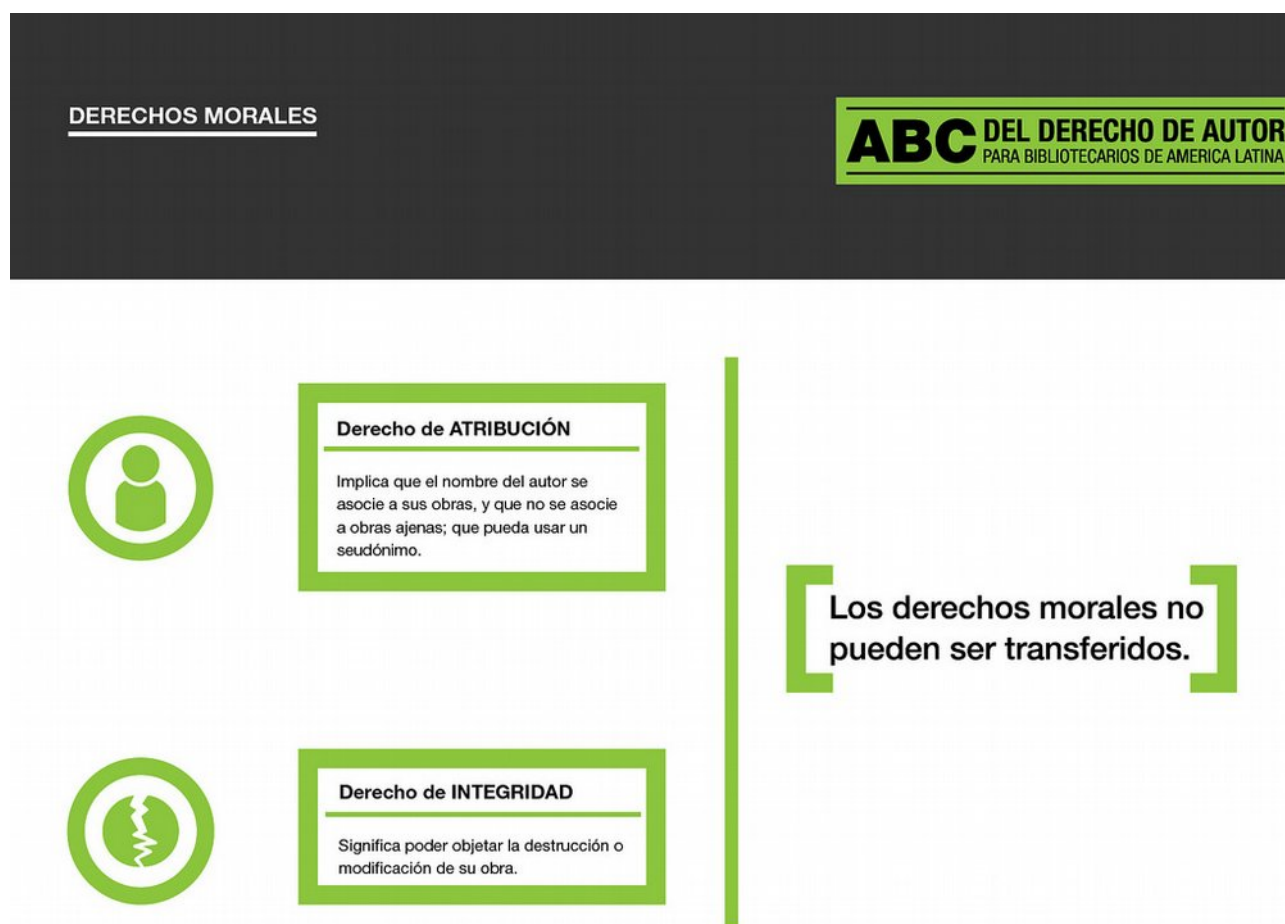 DERECHOS MORALES
ABC DEL DERECHO DE AUTOR
PARA BIBLIOTECARIOS DE AMERICA LATINA
Derecho de ATRIBUCIÓN
Implica que el nombre del autor se
asocie a sus obras, y que no se asocie
a obras ajenas; que pueda usar un
seudónimo.
Derecho de INTEGRIDAD
Significa poder objetar la destrucción o
modificación de su obra.
Los derechos morales no
pueden ser transferidos.